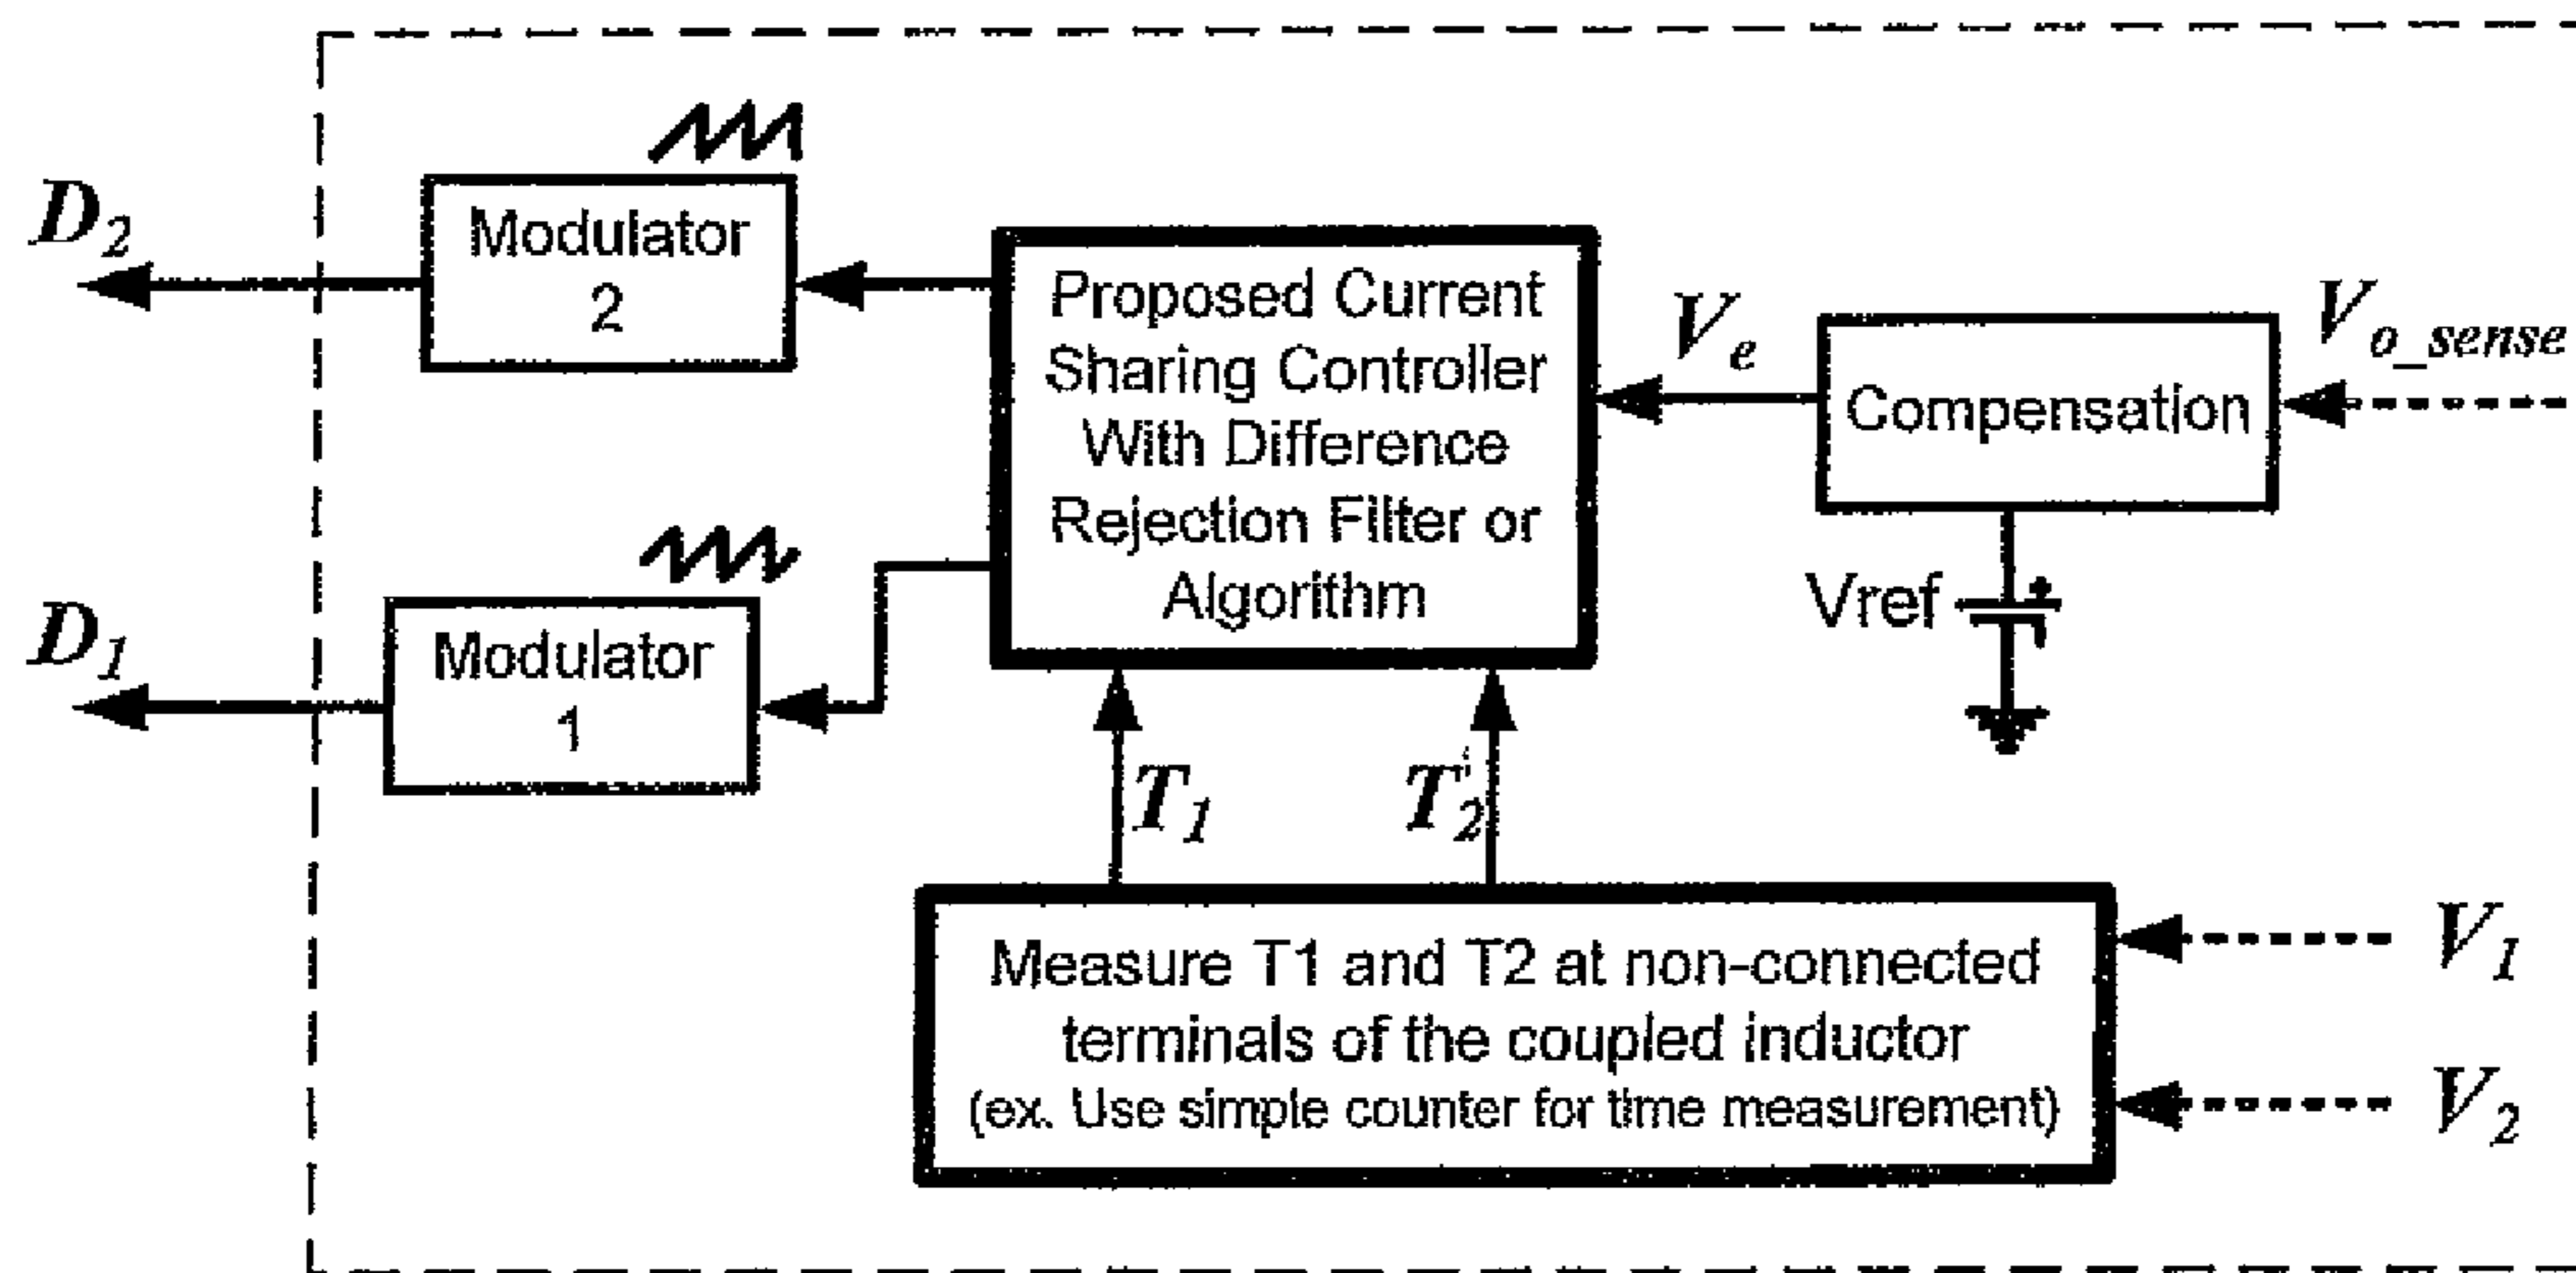 D2
Modulator
2
Proposed Current
Sharing Controller
With Difference
Rejection Filter or
Algorithm
Ve
Compensation
Vo_sense
Vref
D1
Modulator
1
T1
T2
Measure T1 and T2 at non-connected
terminals of the coupled inductor
(ex. Use simple counter for time measurement)
V1
V2